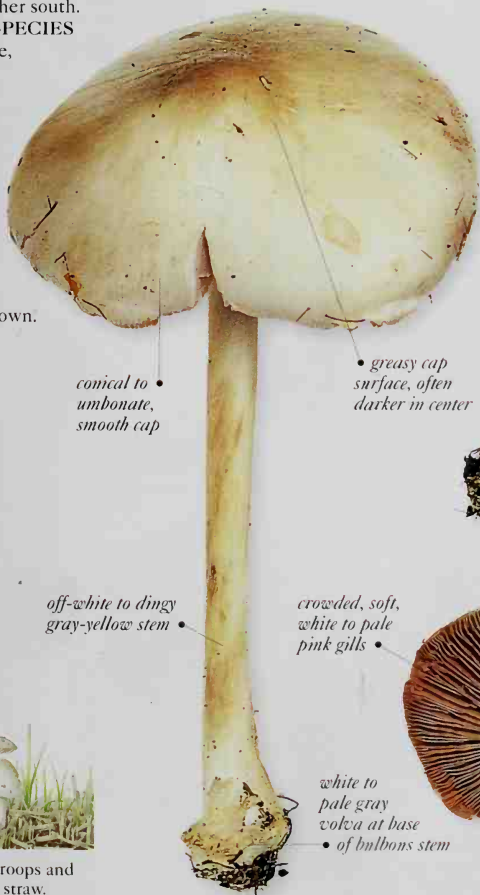 her south.
PECIES
e,
own.
conical to
umbonate,
smooth cap
greasy cap
surface, often
darker in center
off-white to dingy
gray-yellow stem
crowded, soft,
white to pale
pink gills
white to
pale gray
volva at base
of bulbous stem
roops and
straw.